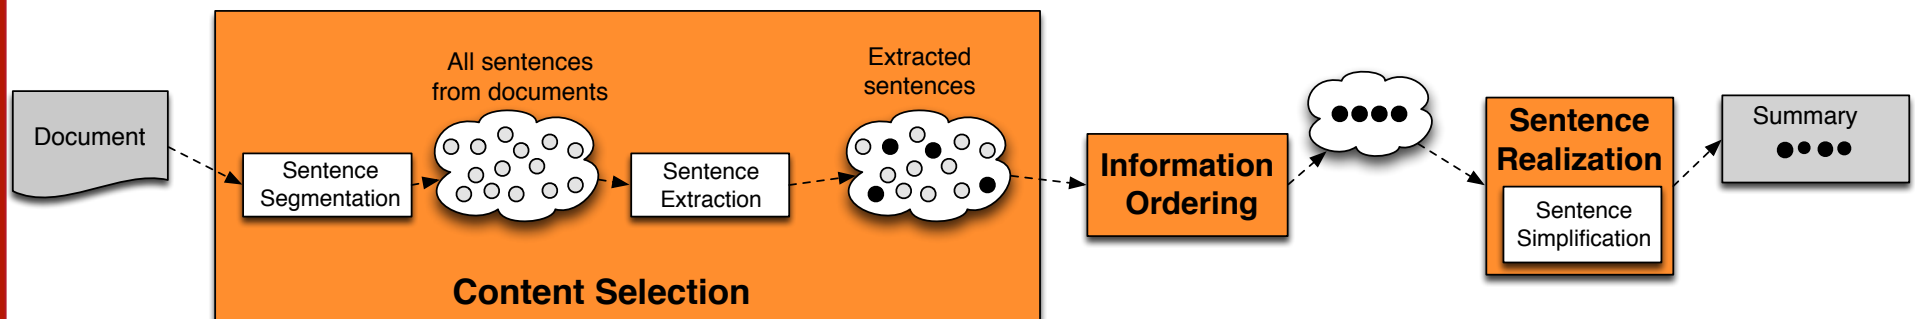 Document
Sentence
Segmentation
All sentences
from documents
Sentence
Extraction
Extracted
sentences
Content Selection
Information
Ordering
Sentence
Realization
Sentence
Simplification
Summary